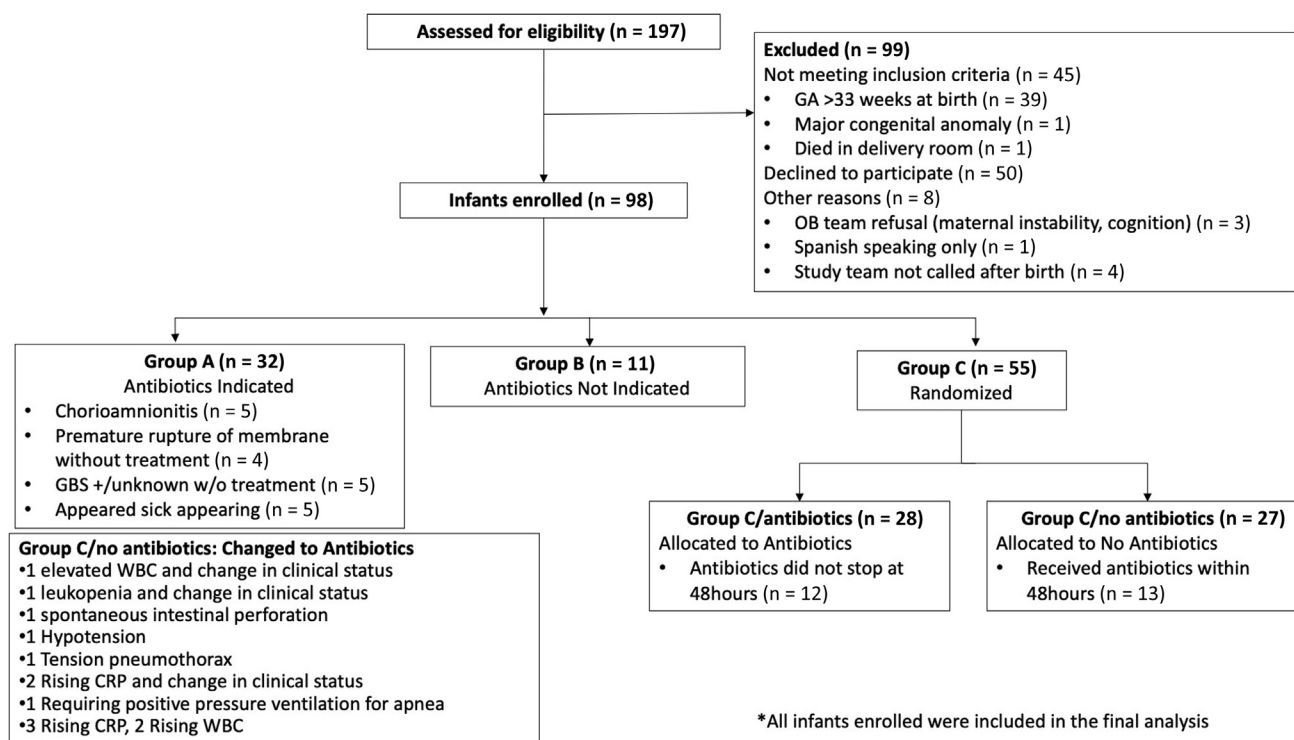 Assessed for eligibility (n = 197)
Excluded (n = 99)
Not meeting inclusion criteria (n = 45)
• GA >33 weeks at birth (n = 39)
• Major congenital anomaly (n = 1)
• Died in delivery room (n = 1)
Declined to participate (n = 50)
Other reasons (n = 8)
• OB team refusal (maternal instability, cognition) (n = 3)
• Spanish speaking only (n = 1)
• Study team not called after birth (n = 4)
Infants enrolled (n = 98)
Group A (n = 32)
Antibiotics Indicated
• Chorioamnionitis (n = 5)
• Premature rupture of membrane
without treatment (n = 4)
• GBS +/unknown w/o treatment (n = 5)
• Appeared sick appearing (n = 5)
Group B (n = 11)
Antibiotics Not Indicated
Group C (n = 55)
Randomized
Group C/antibiotics (n = 28)
Allocated to Antibiotics
• Antibiotics did not stop at
48hours (n = 12)
Group C/no antibiotics (n = 27)
Allocated to No Antibiotics
• Received antibiotics within
48hours (n = 13)
Group C/no antibiotics: Changed to Antibiotics
•1 elevated WBC and change in clinical status
•1 leukopenia and change in clinical status
•1 spontaneous intestinal perforation
•1 Hypotension
•1 Tension pneumothorax
•2 Rising CRP and change in clinical status
•1 Requiring positive pressure ventilation for apnea
•3 Rising CRP, 2 Rising WBC
*All infants enrolled were included in the final analysis